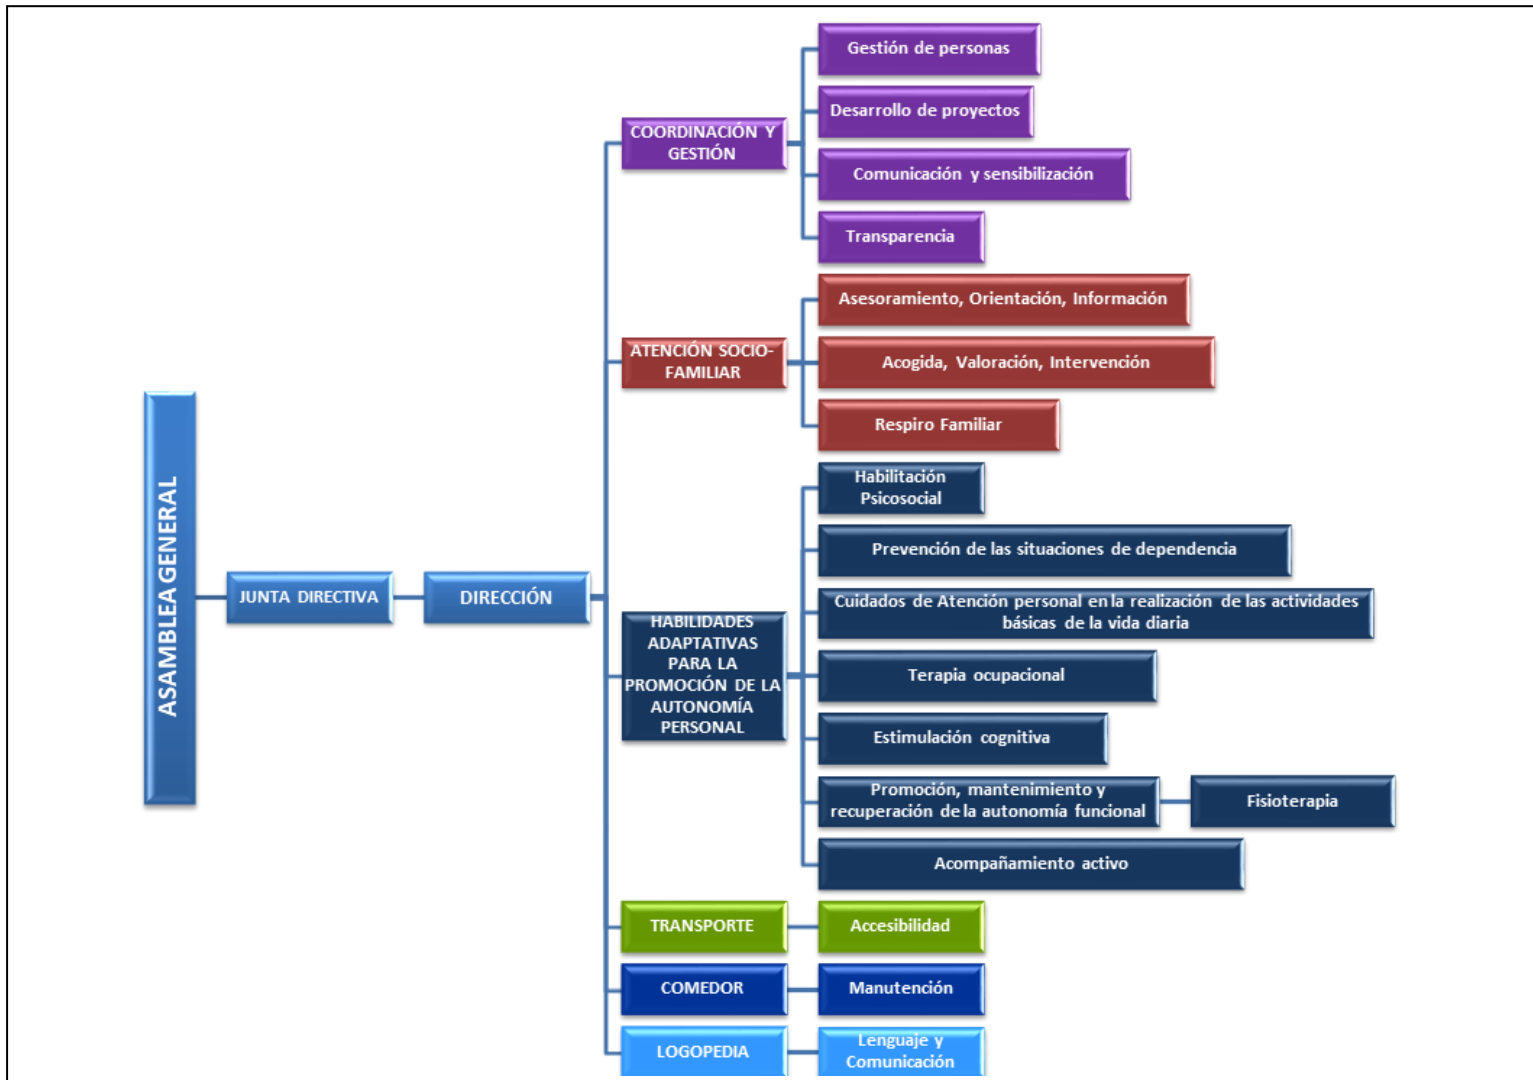 ASAMBLEA GENERAL
JUNTA DIRECTIVA
DIRECCIÓN
COORDINACIÓN Y
GESTIÓN
Gestión de personas
Desarrollo de proyectos
Comunicación y sensibilización
Transparencia
ATENCIÓN SOCIO-
FAMILIAR
Asesoramiento, Orientación, Información
Acogida, Valoración, Intervención
Respiro Familiar
HABILIDADES
ADAPTATIVAS
PARA LA
PROMOCIÓN DE LA
AUTONOMÍA
PERSONAL
Habilitación
Psicosocial
Prevención de las situaciones de dependencia
Cuidados de Atención personal en la realización de las actividades
básicas de la vida diaria
Terapia ocupacional
Estimulación cognitiva
Promoción, mantenimiento y
recuperación de la autonomía funcional
Fisioterapia
Acompañamiento activo
TRANSPORTE
Accesibilidad
COMEDOR
Manutención
LOGOPEDIA
Lenguaje y
Comunicación